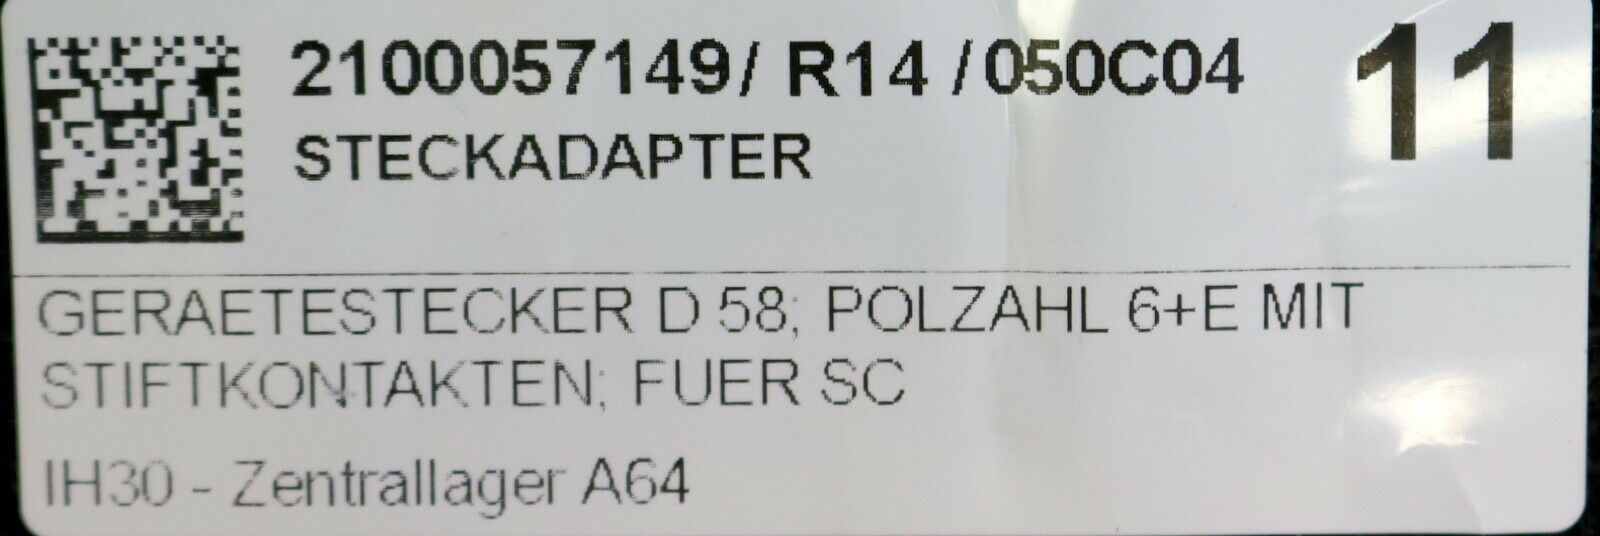 2100057149/ R14 /050C04 11
STECKADAPTER
GERAETESTECKER D 58; POLZAHL 6+E MIT
STIFTKONTAKTEN; FUER SC
IH30 - Zentrallager A64